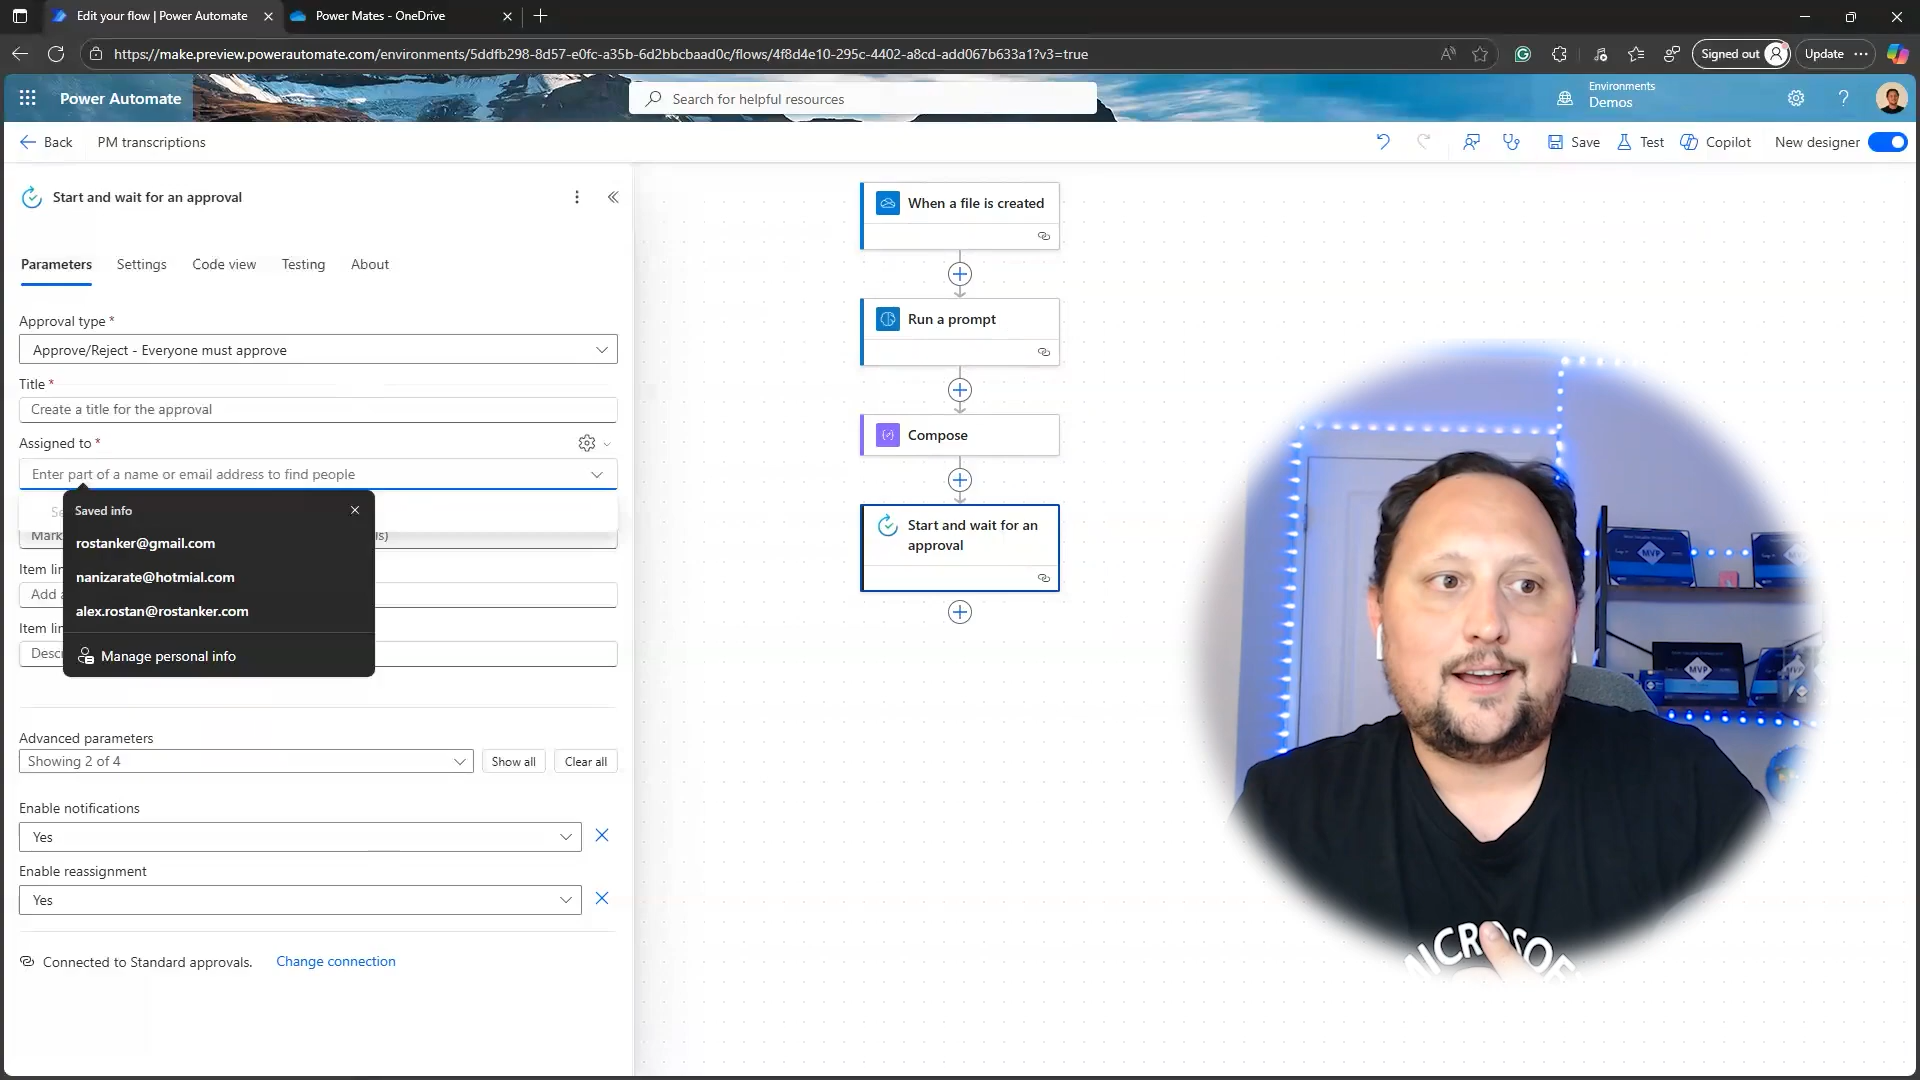 Edit your flow | Power Automate
Power Mates - OneDrive
https://make.preview.powerautomate.com/environments/5ddfb298-8d57-e0fc-a35b-6d2bbcbaad0c/flows/4f8d4e10-295c-4402-a8cd-add067b633a1?v3=true
Signed out
Update
Power Automate
Search for helpful resources
Environments
Demos
Back
PM transcriptions
Save
Test
Copilot
New designer
Start and wait for an approval
Parameters
Settings
Code view
Testing
About
Approval type *
Approve/Reject - Everyone must approve
Title *
Create a title for the approval
Assigned to *
Enter part of a name or email address to find people
Saved info
rostanker@gmail.com
nanizarate@hotmial.com
alex.rostan@rostanker.com
Manage personal info
Item
Add
Item
Advanced parameters
Showing 2 of 4
Show all
Clear all
Enable notifications
Yes
Enable reassignment
Yes
Connected to Standard approvals.
Change connection
When a file is created
Run a prompt
Compose
Start and wait for an
approval
MVP
MVP
MVP